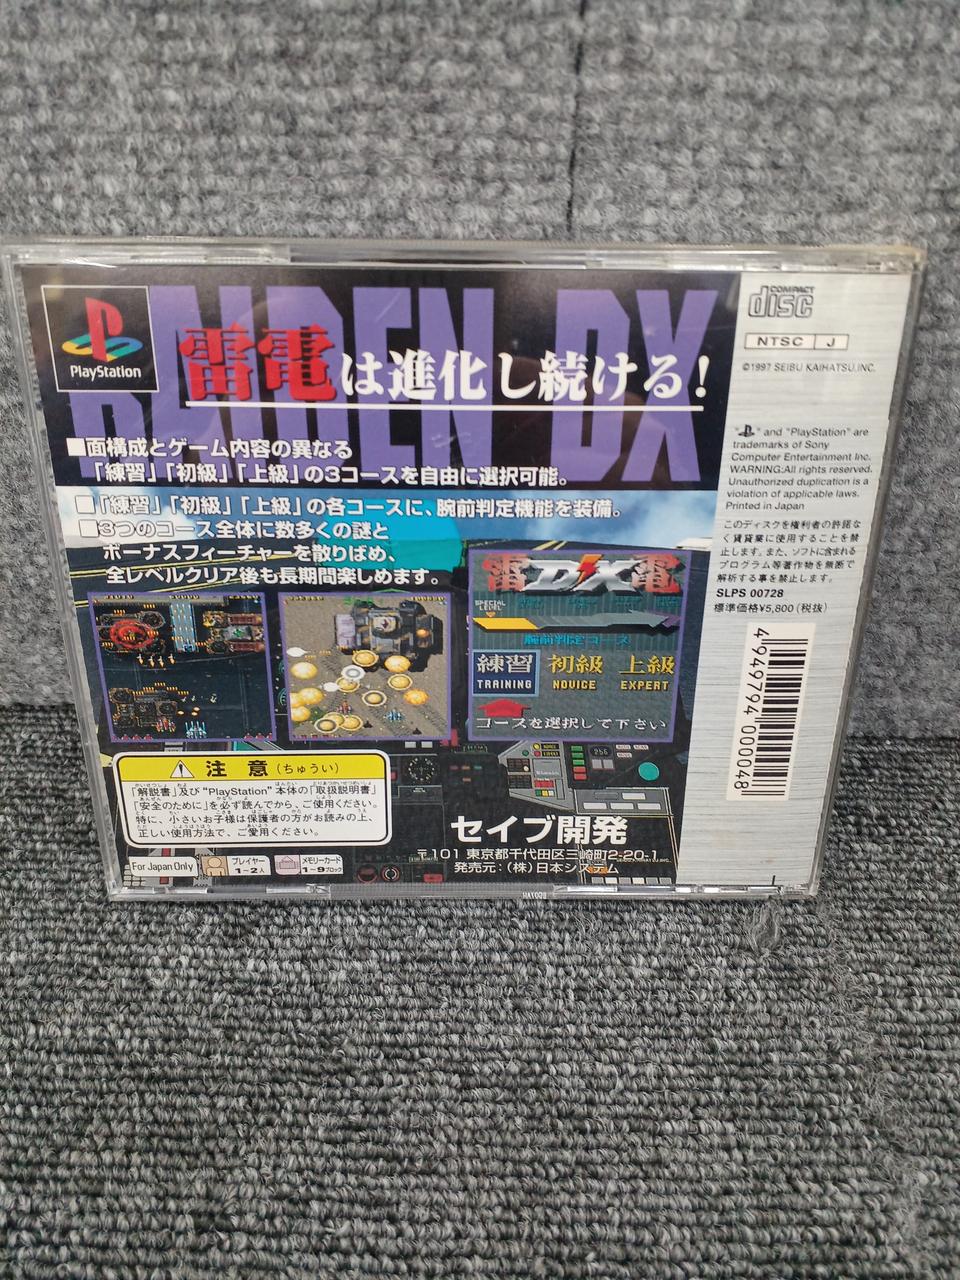 RAIDEN DX
PlayStation
雷電は進化し続ける!
■面構成とゲーム内容の異なる
「練習」「初級」「上級」の3コースを自由に選択可能。
■「練習」「初級」「上級」の各コースに、腕前判定機能を装備。
■3つのコース全体に数多くの謎と
ボーナスフィーチャーを散りばめ、
全レベルクリア後も長期間楽しめます。
雷DX電
SPECIAL
LEVEL
腕前判定コース
練習 初級 上級
TRAINING NOVICE EXPERT
コースを選択して下さい
注意(ちゅうい)
「解説書」及び“PlayStation”本体の「取扱説明書」
「安全のために」を必ず読んでから、ご使用ください。
特に、小さいお子様は保護者の方がお読みの上、
正しい使用方法で、ご愛用ください。
For Japan Only
プレイヤー
1~2人
メモリーカード
1~9ブロック
セイブ開発
〒101 東京都千代田区三崎町2-20-1
発売元:(株)日本システム
COMPACT
disc
NTSC J
©1997 SEIBU KAIHATSU,INC.
" " and "PlayStation" are
trademarks of Sony
Computer Entertainment Inc.
WARNING:All rights reserved.
Unauthorized duplication is a
violation of applicable laws.
Printed in Japan
このディスクを権利者の許諾な
く賃貸業に使用することを禁
止します。また、ソフトに含まれる
プログラム等著作物を無断で
解析する事を禁止します。
SLPS 00728
標準価格¥5,800(税抜)
4 949794 000048